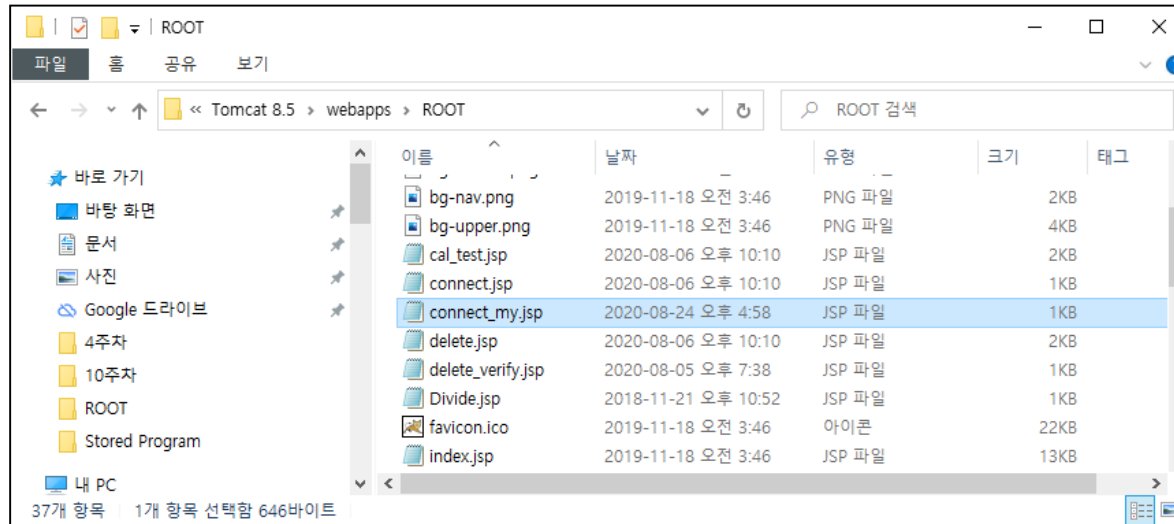 ROOT
파일 홈 공유 보기
« Tomcat 8.5 › webapps › ROOT
ROOT 검색
바로 가기
바탕 화면
문서
사진
Google 드라이브
4주차
10주차
ROOT
Stored Program
내 PC
이름 날짜 유형 크기 태그
bg-nav.png 2019-11-18 오전 3:46 PNG 파일 2KB
bg-upper.png 2019-11-18 오전 3:46 PNG 파일 4KB
cal_test.jsp 2020-08-06 오후 10:10 JSP 파일 2KB
connect.jsp 2020-08-06 오후 10:10 JSP 파일 1KB
connect_my.jsp 2020-08-24 오후 4:58 JSP 파일 1KB
delete.jsp 2020-08-06 오후 10:10 JSP 파일 2KB
delete_verify.jsp 2020-08-05 오후 7:38 JSP 파일 1KB
Divide.jsp 2018-11-21 오후 10:52 JSP 파일 1KB
favicon.ico 2019-11-18 오전 3:46 아이콘 22KB
index.jsp 2019-11-18 오전 3:46 JSP 파일 13KB
37개 항목 1개 항목 선택함 646바이트